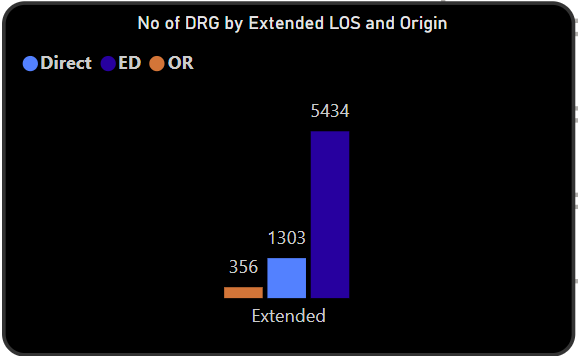 No of DRG by Extended LOS and Origin
Direct ED OR
5434
1303
356
Extended